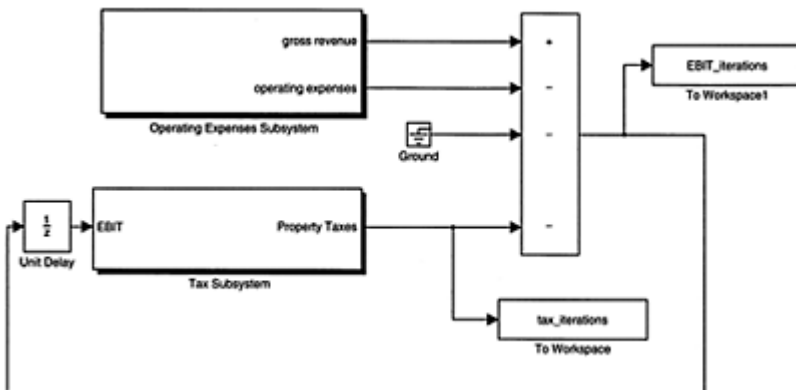 gross revenue
+
EBIT_iterations
To Workspace1
operating expenses
−
Operating Expenses Subsystem
−
Ground
1
z
Unit Delay
EBIT
Property Taxes
−
Tax Subsystem
tax_iterations
To Workspace